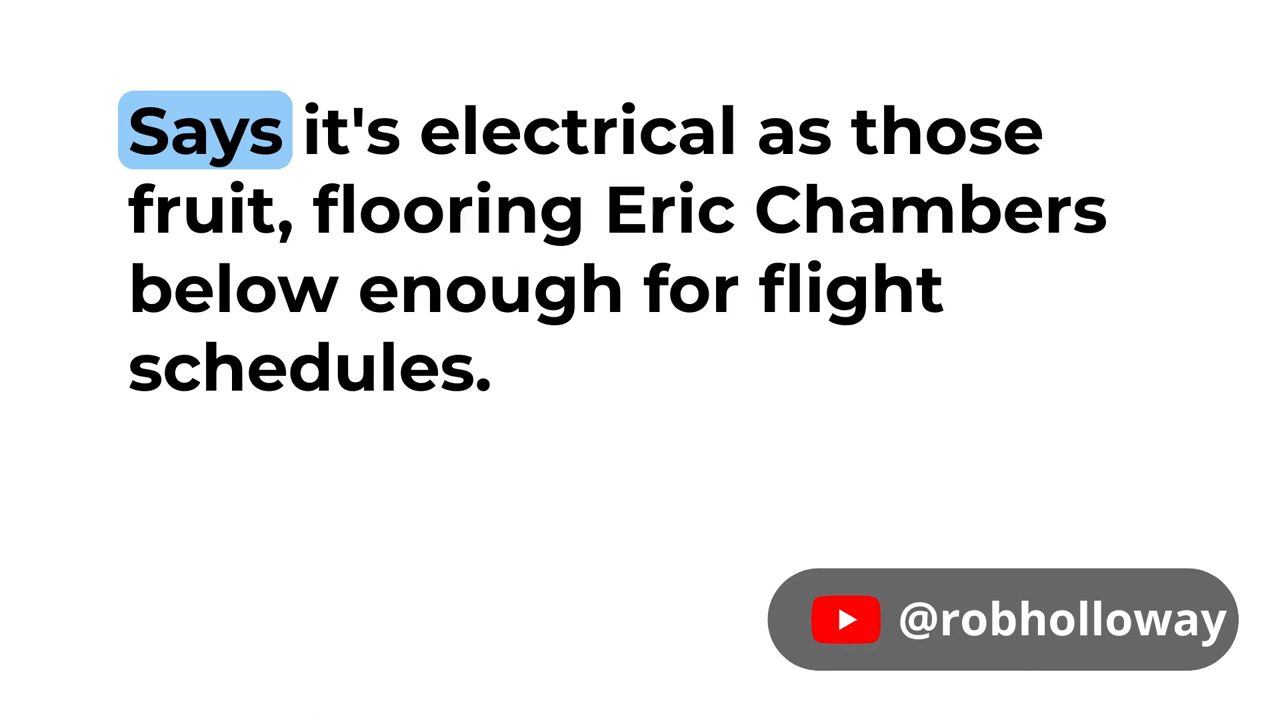 Says it's electrical as those
fruit, flooring Eric Chambers
below enough for flight
schedules.
@robholloway